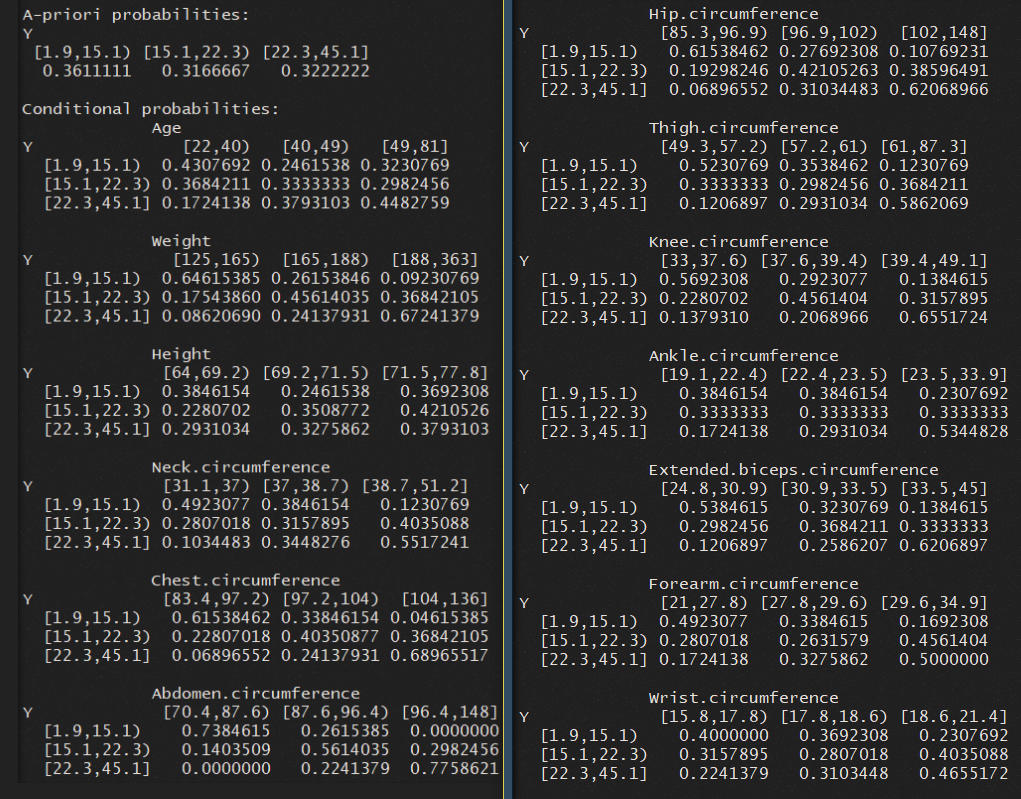 A-priori probabilities:
Y
[1.9,15.1) [15.1,22.3) [22.3,45.1]
0.3611111 0.3166667 0.3222222
Conditional probabilities:
Age
Y [22,40) [40,49) [49,81]
[1.9,15.1) 0.4307692 0.2461538 0.3230769
[15.1,22.3) 0.3684211 0.3333333 0.2982456
[22.3,45.1] 0.1724138 0.3793103 0.4482759
Weight
Y [125,165) [165,188) [188,363]
[1.9,15.1) 0.64615385 0.26153846 0.09230769
[15.1,22.3) 0.17543860 0.45614035 0.36842105
[22.3,45.1] 0.08620690 0.24137931 0.67241379
Height
Y [64,69.2) [69.2,71.5) [71.5,77.8]
[1.9,15.1) 0.3846154 0.2461538 0.3692308
[15.1,22.3) 0.2280702 0.3508772 0.4210526
[22.3,45.1] 0.2931034 0.3275862 0.3793103
Neck.circumference
Y [31.1,37) [37,38.7) [38.7,51.2]
[1.9,15.1) 0.4923077 0.3846154 0.1230769
[15.1,22.3) 0.2807018 0.3157895 0.4035088
[22.3,45.1] 0.1034483 0.3448276 0.5517241
Chest.circumference
Y [83.4,97.2) [97.2,104) [104,136]
[1.9,15.1) 0.61538462 0.33846154 0.04615385
[15.1,22.3) 0.22807018 0.40350877 0.36842105
[22.3,45.1] 0.06896552 0.24137931 0.68965517
Abdomen.circumference
Y [70.4,87.6) [87.6,96.4) [96.4,148]
[1.9,15.1) 0.7384615 0.2615385 0.0000000
[15.1,22.3) 0.1403509 0.5614035 0.2982456
[22.3,45.1] 0.0000000 0.2241379 0.7758621
Hip.circumference
Y [85.3,96.9) [96.9,102) [102,148]
[1.9,15.1) 0.61538462 0.27692308 0.10769231
[15.1,22.3) 0.19298246 0.42105263 0.38596491
[22.3,45.1] 0.06896552 0.31034483 0.62068966
Thigh.circumference
Y [49.3,57.2) [57.2,61) [61,87.3]
[1.9,15.1) 0.5230769 0.3538462 0.1230769
[15.1,22.3) 0.3333333 0.2982456 0.3684211
[22.3,45.1] 0.1206897 0.2931034 0.5862069
Knee.circumference
Y [33,37.6) [37.6,39.4) [39.4,49.1]
[1.9,15.1) 0.5692308 0.2923077 0.1384615
[15.1,22.3) 0.2280702 0.4561404 0.3157895
[22.3,45.1] 0.1379310 0.2068966 0.6551724
Ankle.circumference
Y [19.1,22.4) [22.4,23.5) [23.5,33.9]
[1.9,15.1) 0.3846154 0.3846154 0.2307692
[15.1,22.3) 0.3333333 0.3333333 0.3333333
[22.3,45.1] 0.1724138 0.2931034 0.5344828
Extended.biceps.circumference
Y [24.8,30.9) [30.9,33.5) [33.5,45]
[1.9,15.1) 0.5384615 0.3230769 0.1384615
[15.1,22.3) 0.2982456 0.3684211 0.3333333
[22.3,45.1] 0.1206897 0.2586207 0.6206897
Forearm.circumference
Y [21,27.8) [27.8,29.6) [29.6,34.9]
[1.9,15.1) 0.4923077 0.3384615 0.1692308
[15.1,22.3) 0.2807018 0.2631579 0.4561404
[22.3,45.1] 0.1724138 0.3275862 0.5000000
Wrist.circumference
Y [15.8,17.8) [17.8,18.6) [18.6,21.4]
[1.9,15.1) 0.4000000 0.3692308 0.2307692
[15.1,22.3) 0.3157895 0.2807018 0.4035088
[22.3,45.1] 0.2241379 0.3103448 0.4655172